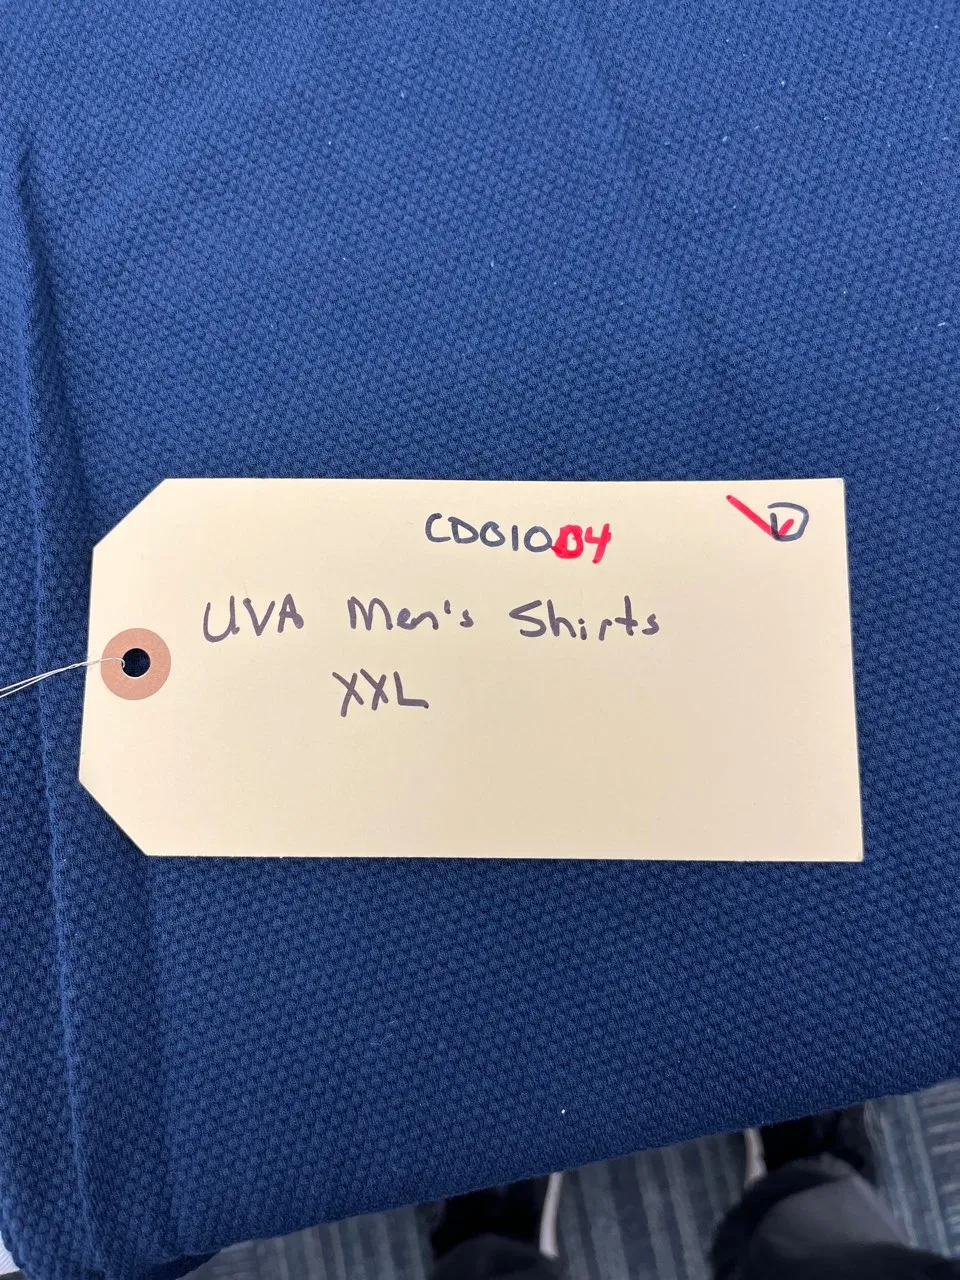 CD01004
D
UVA Men's Shirts
XXL